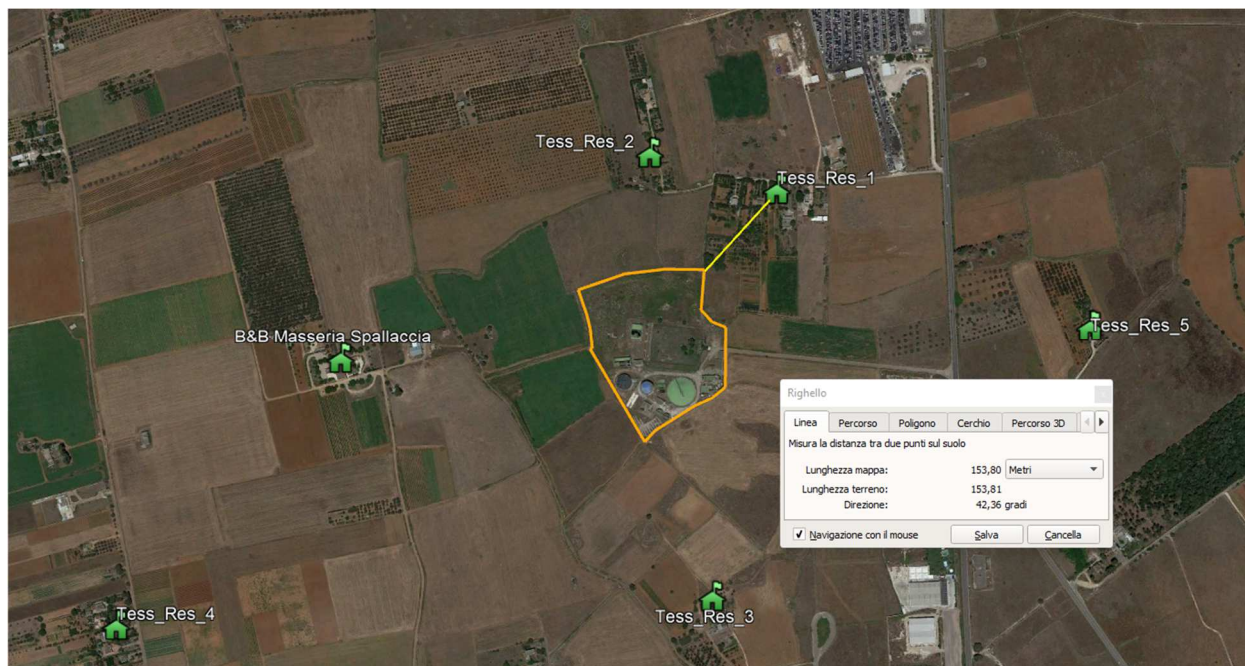 Tess_Res_2
Tess_Res_1
Tess_Res_5
B&B Masseria Spallaccia
Righello
Linea Percorso Poligono Cerchio Percorso 3D
Misura la distanza tra due punti sul suolo
Lunghezza mappa: 153,80 Metri
Lunghezza terreno: 153,81
Direzione: 42,36 gradi
Navigazione con il mouse Salva Cancella
Tess_Res_4
Tess_Res_3